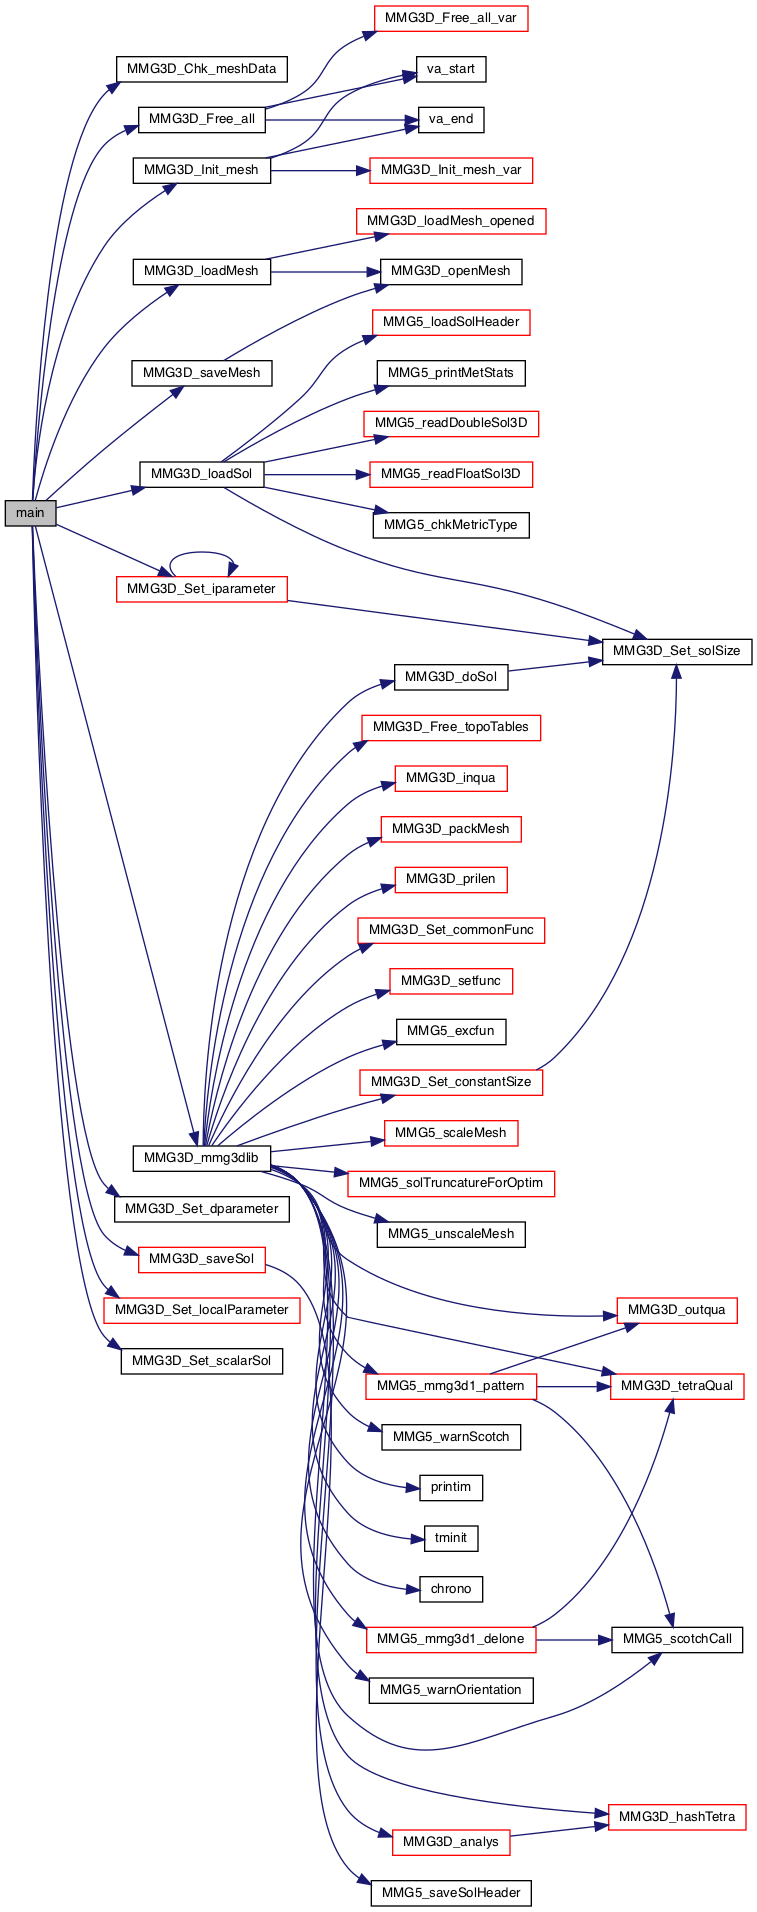 MMG3D_Free_all_var
MMG3D_Chk_meshData
va_start
MMG3D_Free_all
va_end
MMG3D_Init_mesh
MMG3D_Init_mesh_var
MMG3D_loadMesh_opened
MMG3D_loadMesh
MMG3D_openMesh
MMG5_loadSolHeader
MMG3D_saveMesh
MMG5_printMetStats
MMG5_readDoubleSol3D
MMG3D_loadSol
MMG5_readFloatSol3D
main
MMG5_chkMetricType
MMG3D_Set_iparameter
MMG3D_Set_solSize
MMG3D_doSol
MMG3D_Free_topoTables
MMG3D_inqua
MMG3D_packMesh
MMG3D_prilen
MMG3D_Set_commonFunc
MMG3D_setfunc
MMG5_excfun
MMG3D_Set_constantSize
MMG5_scaleMesh
MMG3D_mmg3dlib
MMG5_solTruncatureForOptim
MMG3D_Set_dparameter
MMG5_unscaleMesh
MMG3D_saveSol
MMG3D_Set_localParameter
MMG3D_outqua
MMG3D_Set_scalarSol
MMG5_mmg3d1_pattern
MMG3D_tetraQual
MMG5_warnScotch
printim
tminit
chrono
MMG5_mmg3d1_delone
MMG5_scotchCall
MMG5_warnOrientation
MMG3D_hashTetra
MMG3D_analys
MMG5_saveSolHeader